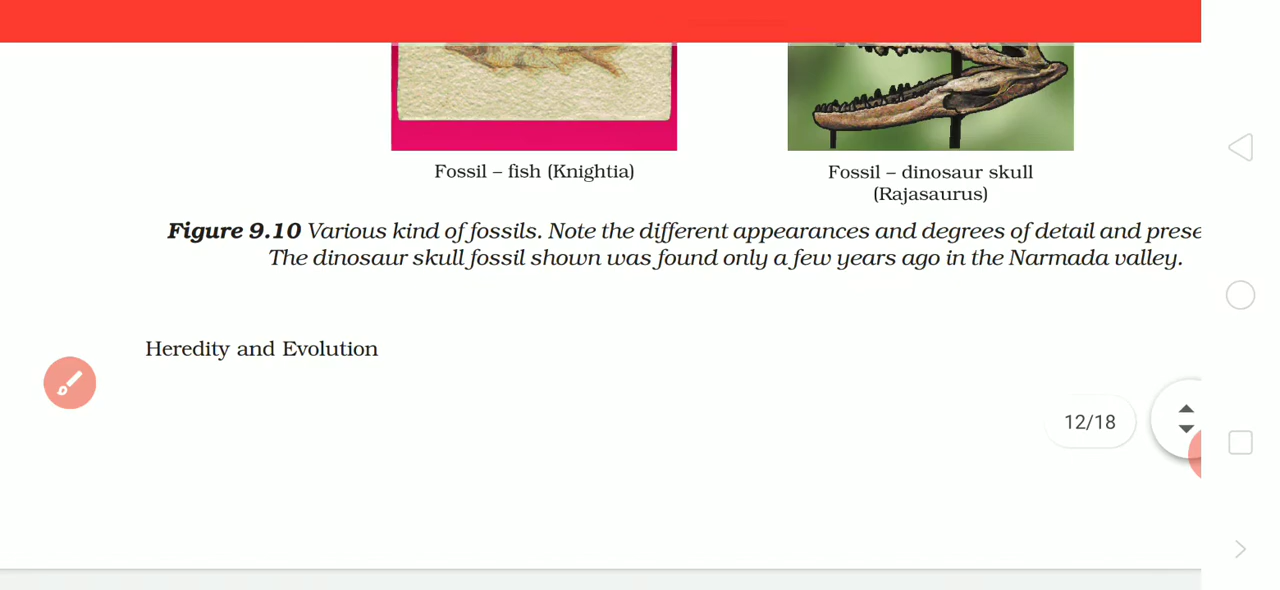 Fossil – fish (Knightia)
Fossil – dinosaur skull
(Rajasaurus)
Figure 9.10 Various kind of fossils. Note the different appearances and degrees of detail and prese
The dinosaur skull fossil shown was found only a few years ago in the Narmada valley.
Heredity and Evolution
12/18